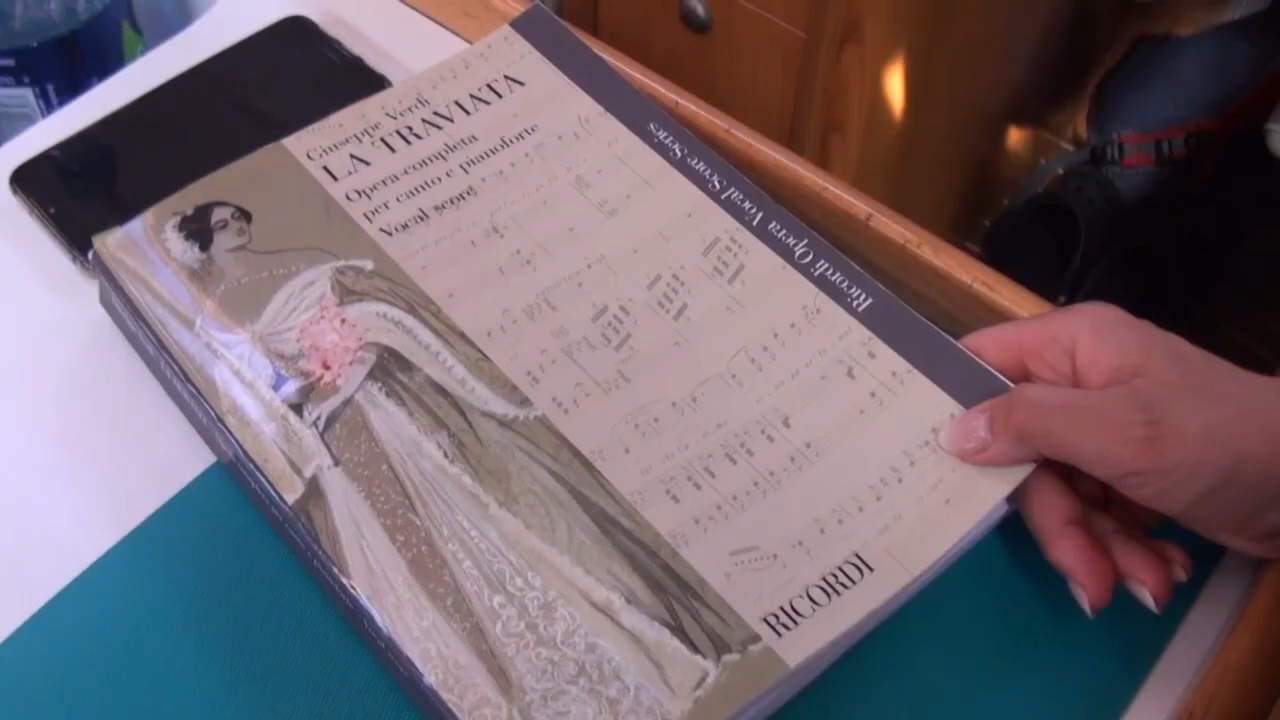 Giuseppe Verdi
LA TRAVIATA
Opera completa
per canto e pianoforte
Vocal score
Ricordi Opera Vocal Score Series
RICORDI